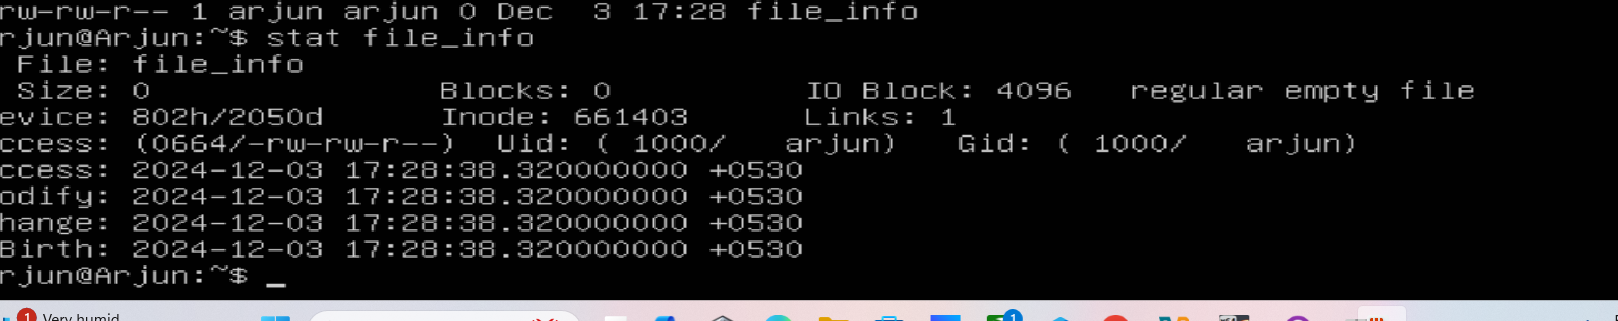 rw-rw-r-- 1 arjun arjun 0 Dec  3 17:28 file_info
rjun@Arjun:~$ stat file_info
File: file_info
Size: 0          Blocks: 0          IO Block: 4096   regular empty file
evice: 802h/2050d      Inode: 661403      Links: 1
ccess: (0664/-rw-rw-r--)  Uid: ( 1000/   arjun)   Gid: ( 1000/   arjun)
ccess: 2024-12-03 17:28:38.320000000 +0530
odify: 2024-12-03 17:28:38.320000000 +0530
hange: 2024-12-03 17:28:38.320000000 +0530
Birth: 2024-12-03 17:28:38.320000000 +0530
rjun@Arjun:~$ _
1 Very humid 1